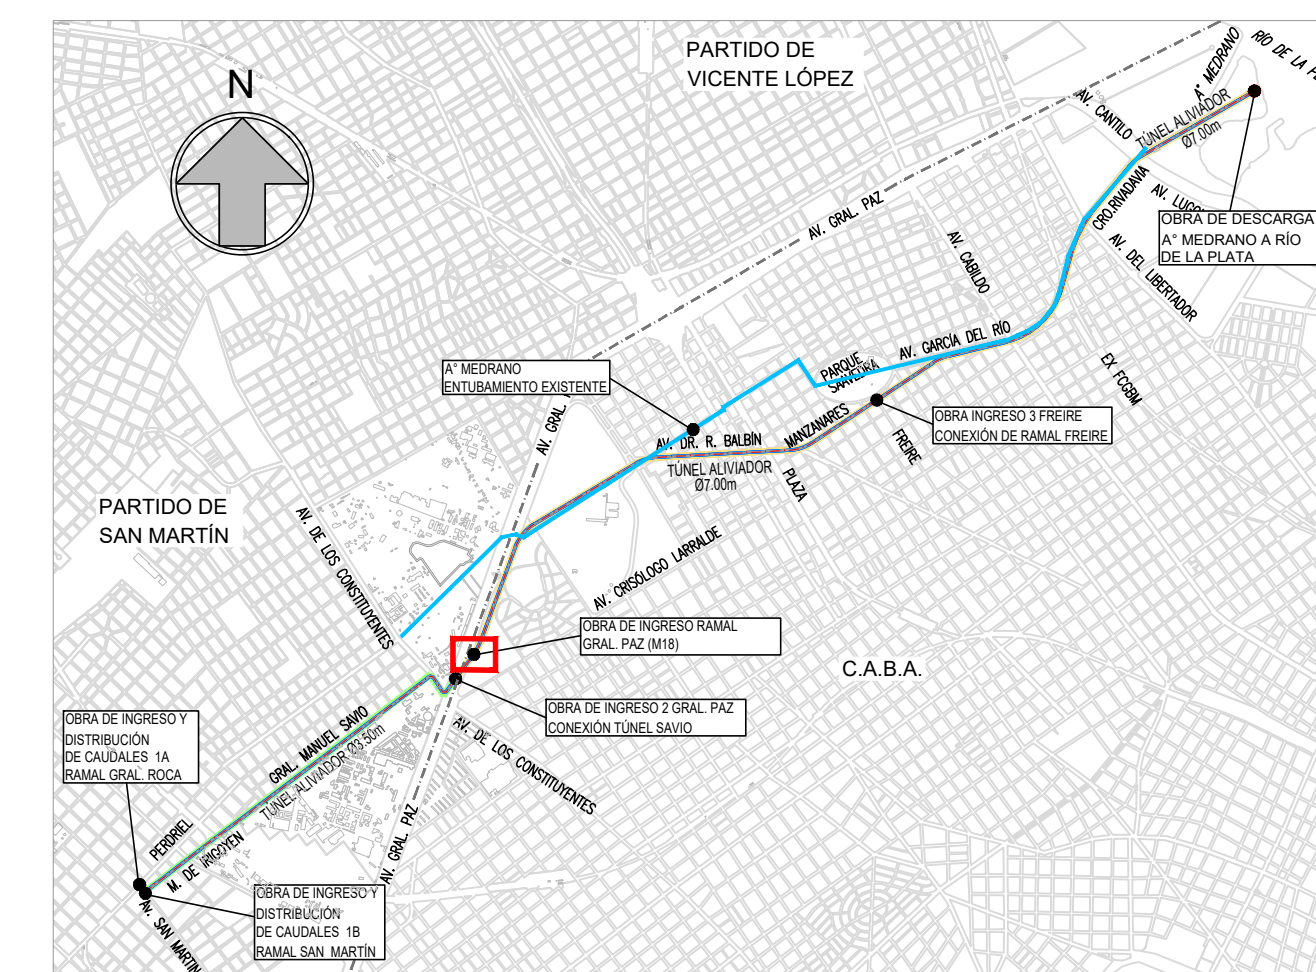 PARTIDO DE
VICENTE LÓPEZ
N
A° MEDRANO
AV. CANTILO
TÚNEL ALIVIADOR
Ø7.00m
CRO.RIVADAVIA
OBRA DE DESCARGA
A° MEDRANO A RÍO
DE LA PLATA
AV. DEL LIBERTADOR
AV. GRAL. PAZ
AV. CABILDO
AV. GARCÍA DEL RÍO
PARQUE
SAAVEDRA
EX FCGBM
A° MEDRANO
ENTUBAMIENTO EXISTENTE
AV. GRAL.
OBRA INGRESO 3 FREIRE
CONEXIÓN DE RAMAL FREIRE
MANZANARES
FREIRE
AV. DR. R. BALBÍN
TÚNEL ALIVIADOR
Ø7.00m
PLAZA
PARTIDO DE
SAN MARTÍN
AV. DE LOS CONSTITUYENTES
AV. CRISÓLOGO LARRALDE
OBRA DE INGRESO RAMAL
GRAL. PAZ (M18)
C.A.B.A.
OBRA DE INGRESO 2 GRAL. PAZ
CONEXIÓN TÚNEL SAVIO
AV. DE LOS CONSTITUYENTES
OBRA DE INGRESO Y
DISTRIBUCIÓN
DE CAUDALES 1A
RAMAL GRAL. ROCA
GRAL. MANUEL SAVIO
TÚNEL ALIVIADOR Ø3.50m
PERDRIEL
M. DE IRIGOYEN
AV. GRAL. PAZ
OBRA DE INGRESO Y
DISTRIBUCIÓN
DE CAUDALES 1B
RAMAL SAN MARTÍN
AV. SAN MARTIN
RÍO DE LA